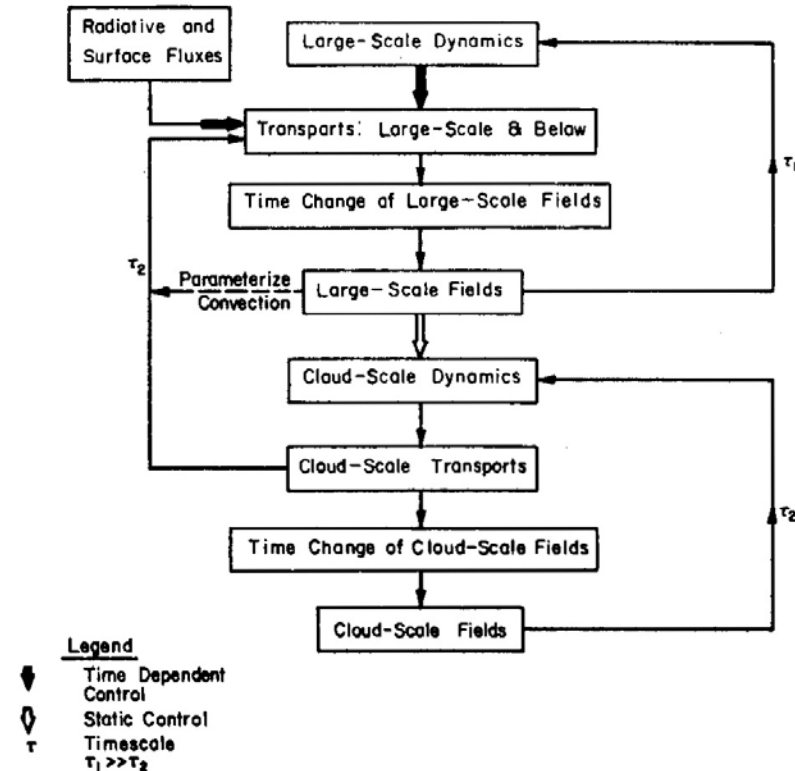 Radiative and
Surface Fluxes
Large-Scale Dynamics
Transports: Large-Scale & Below
Time Change of Large-Scale Fields
τ₁
τ₂
Parameterize
Convection
Large-Scale Fields
Cloud-Scale Dynamics
Cloud-Scale Transports
τ₂
Time Change of Cloud-Scale Fields
Cloud-Scale Fields
Legend
Time Dependent
Control
Static Control
τ Timescale
τ₁ >> τ₂